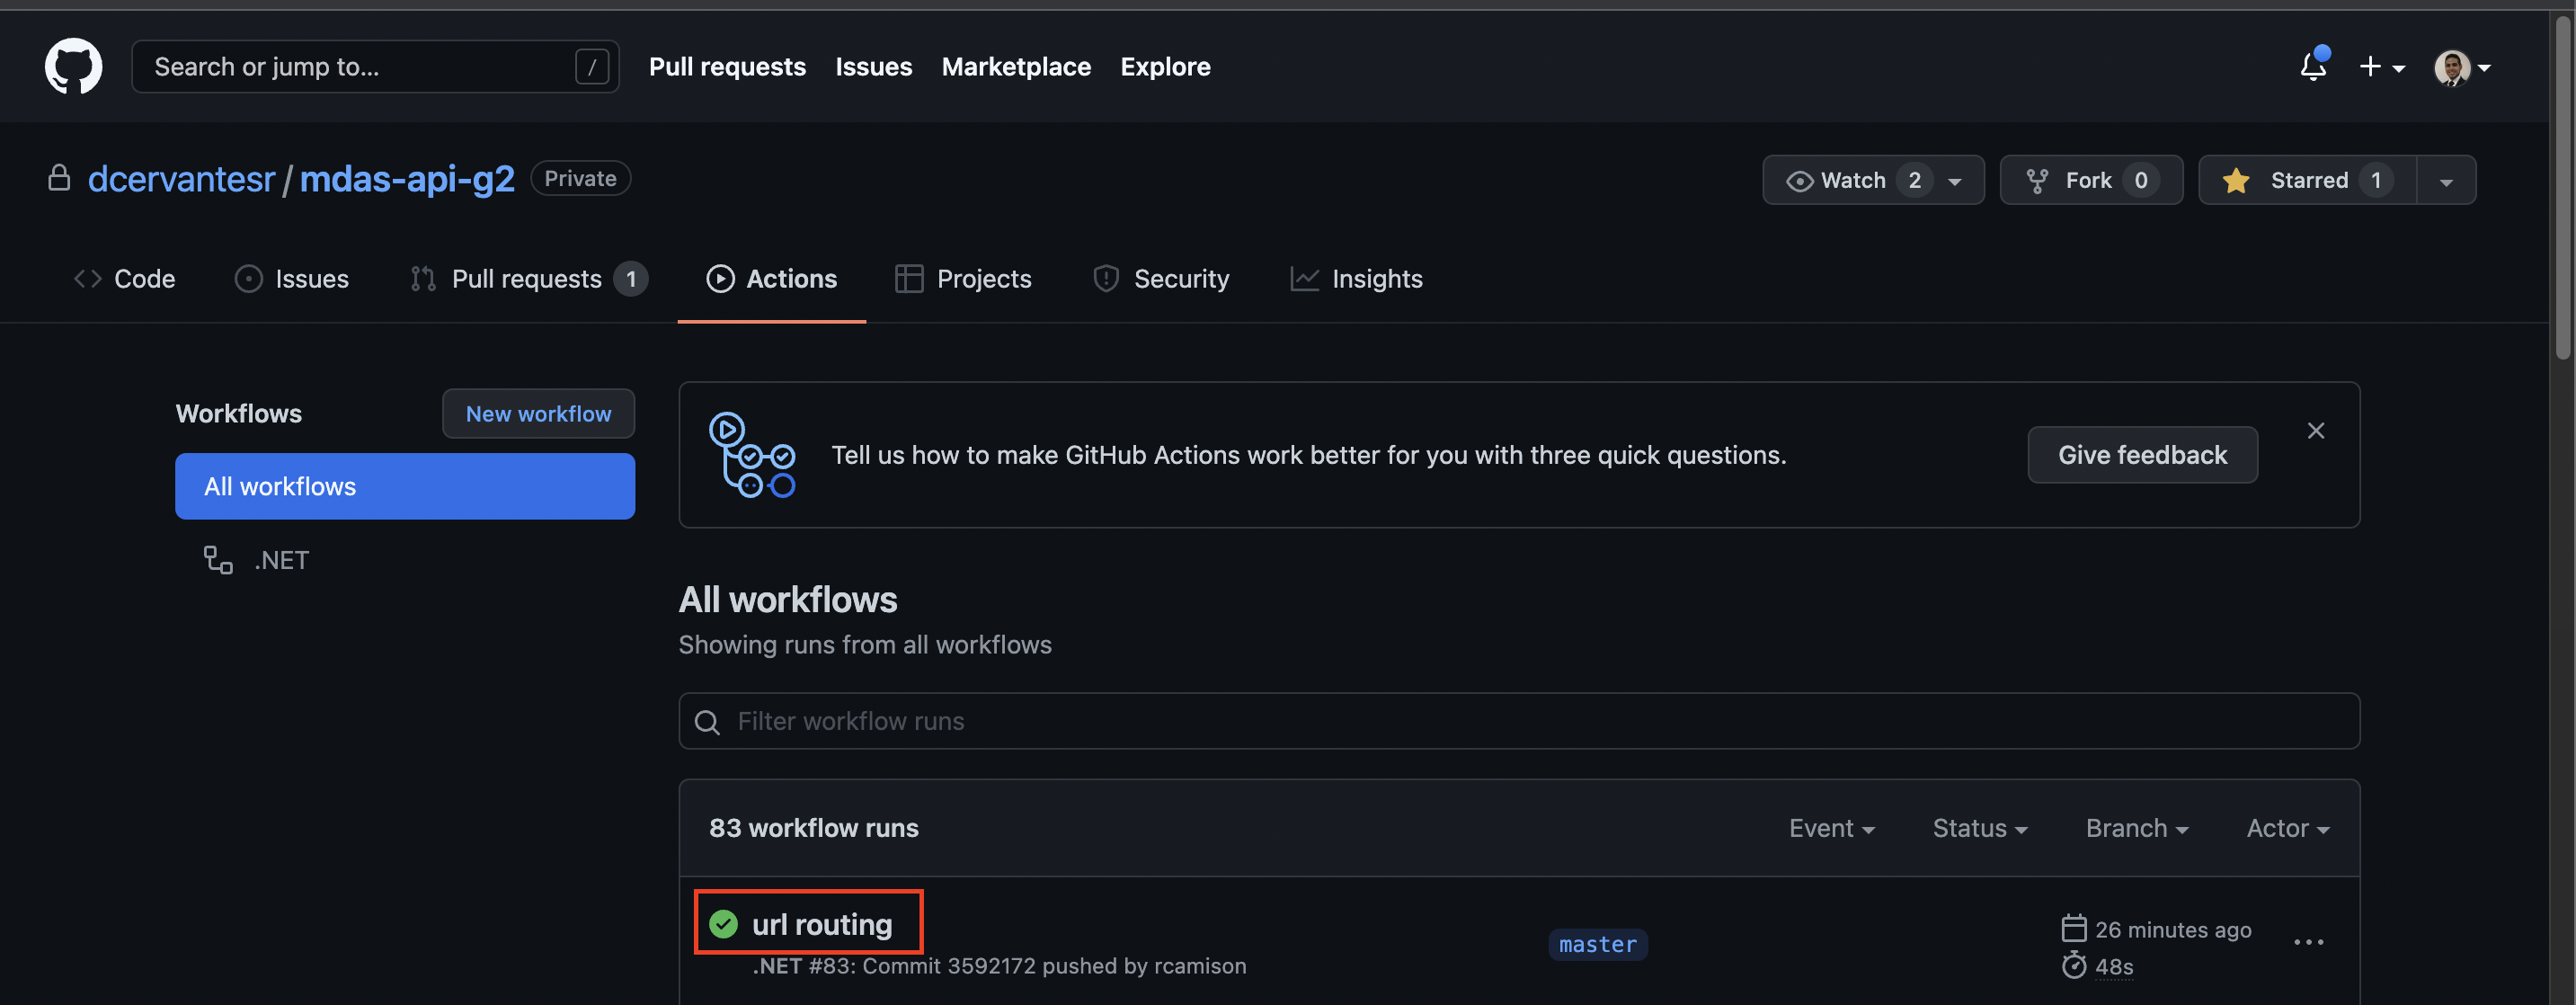 Search or jump to... / Pull requests Issues Marketplace Explore
dcervantesr / mdas-api-g2 Private Watch 2 Fork 0 Starred 1
Code Issues Pull requests 1 Actions Projects Security Insights
Workflows New workflow
All workflows
.NET
Tell us how to make GitHub Actions work better for you with three quick questions. Give feedback
All workflows
Showing runs from all workflows
Filter workflow runs
83 workflow runs Event Status Branch Actor
url routing
.NET #83: Commit 3592172 pushed by rcamison
master
26 minutes ago
48s